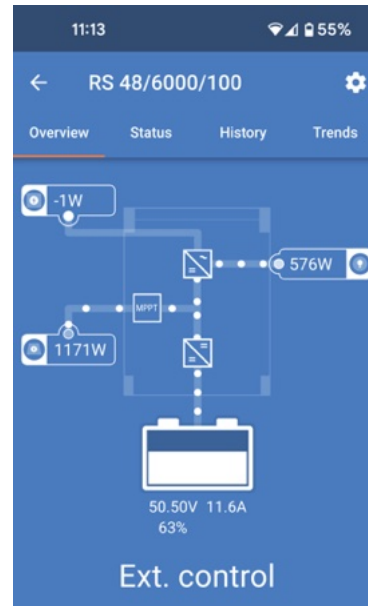 11:13 55%
RS 48/6000/100
Overview Status History Trends
-1W
576W
MPPT
1171W
50.50V 11.6A
63%
Ext. control